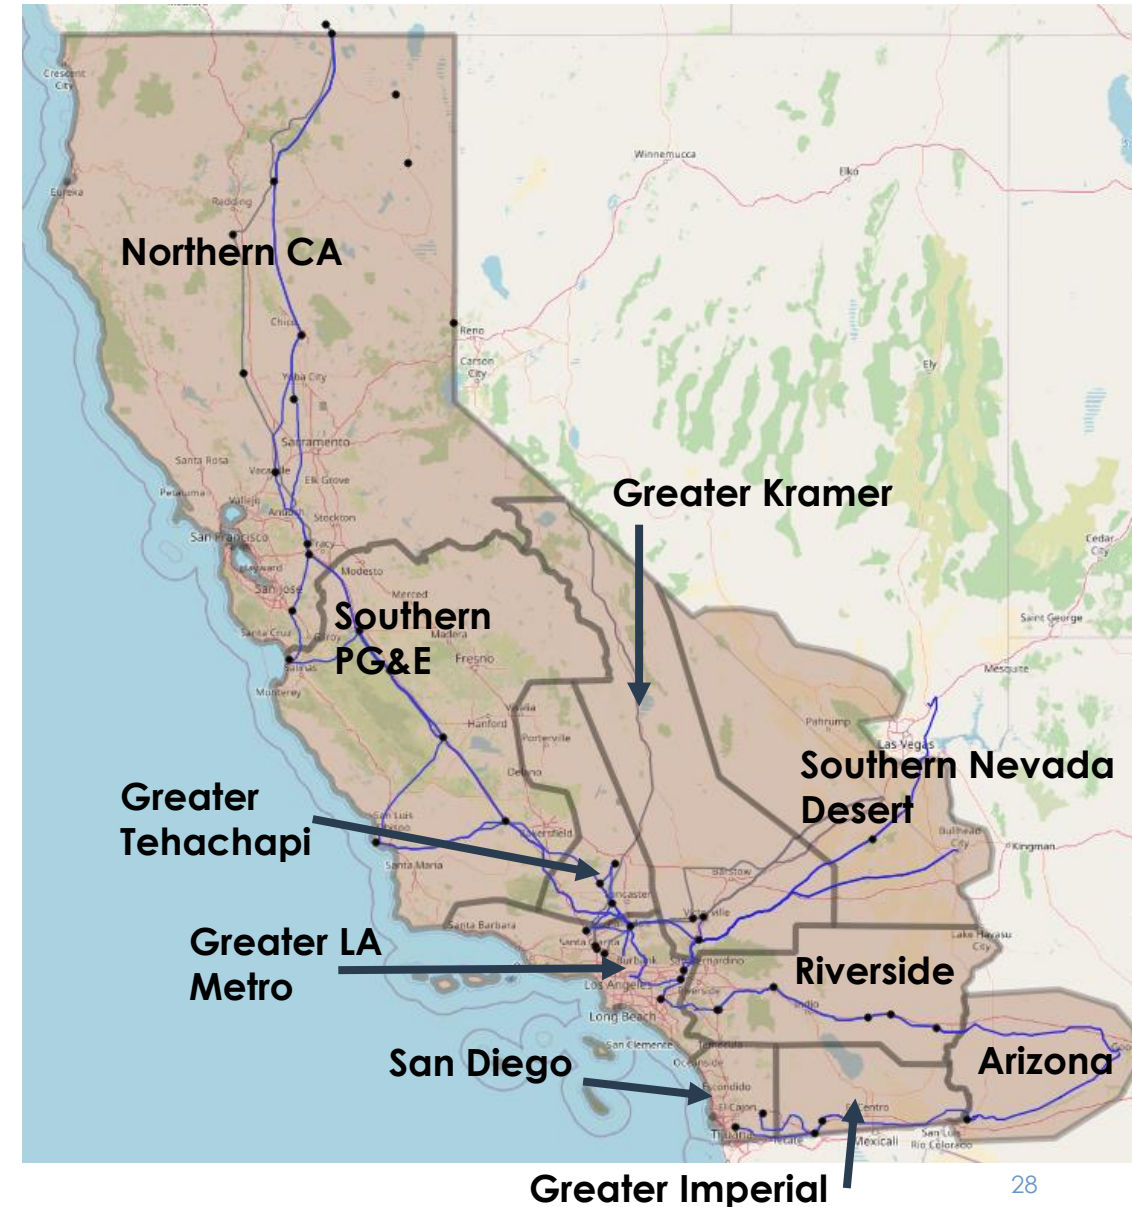 Crescent
City
Winnemucca
Elko
Eureka
Redding
Northern CA
Chico
Reno
Carson
City
Ely
Yuba City
Sacramento
Santa Rosa
Vacaville
Elk Grove
Petaluma
Vallejo
Antioch
Stockton
Greater Kramer
San Francisco
Tracy
Cedar
City
Hayward
Modesto
San Jose
Merced
Southern
PG&E
Saint George
Santa Cruz
Gilroy
Madera
Salinas
Fresno
Mesquite
Monterey
Visalia
Hanford
Pahrump
Porterville
Las Vegas
Delano
Southern Nevada
Desert
Greater
Tehachapi
San Luis
Obispo
Bakersfield
Bullhead
City
Kingman
Santa Maria
Barstow
Lancaster
Victorville
Santa Barbara
Greater LA
Metro
Santa Clarita
Lake Havasu
City
Burbank
San Bernardino
Riverside
Los Angeles
Riverside
Indio
Long Beach
San Clemente
Temecula
Arizona
San Diego
Oceanside
Escondido
El Cajon
El Centro
Tijuana
Tecate
Mexicali
San Luis
Rio Colorado
Greater Imperial
28